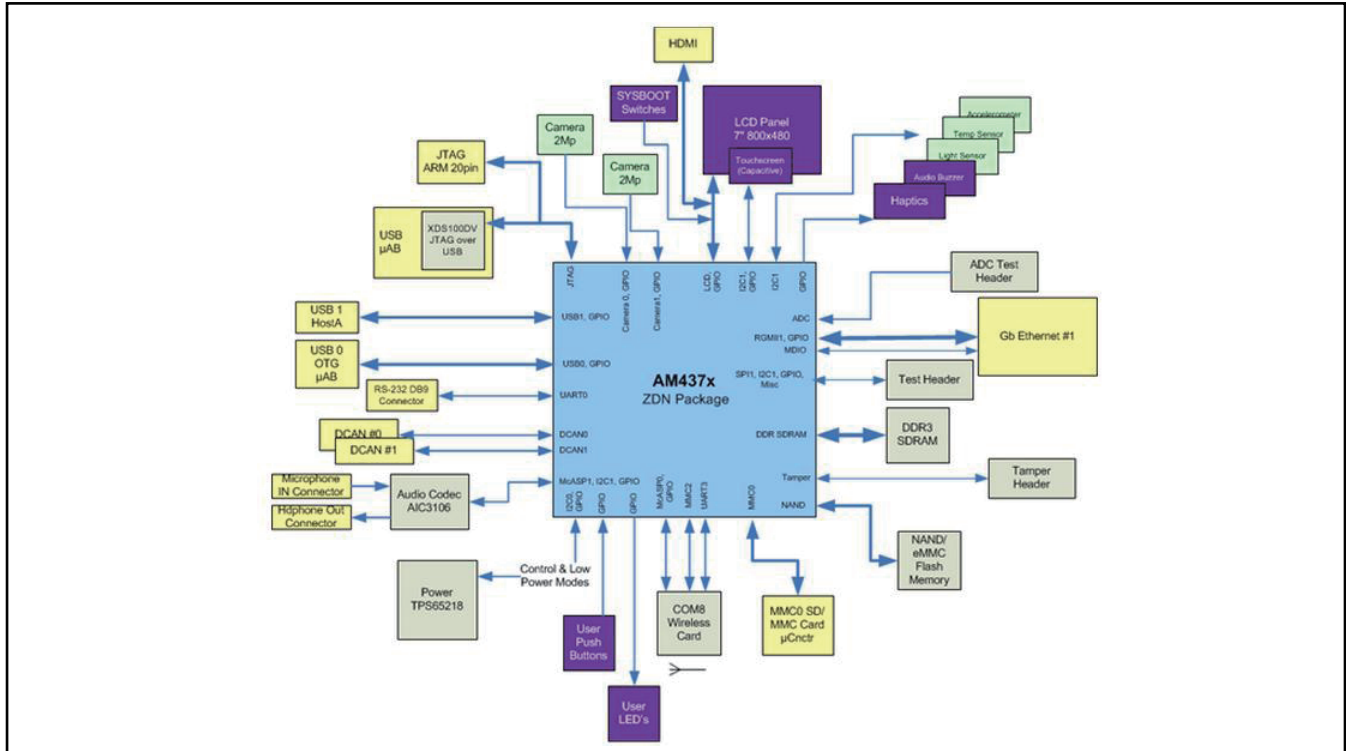 HDMI
SYSBOOT
Switches
LCD Panel
7" 800x480
Touchscreen
(Capacitive)
Accelerometer
Temp Sensor
Light Sensor
Audio Buzzer
Haptics
Camera
2Mp
Camera
2Mp
JTAG
ARM 20pin
USB
µAB
XDS100DV
JTAG over
USB
JTAG
Camera 0, GPIO
Camera1, GPIO
LCD,
GPIO
I2C1,
GPIO
I2C1
GPIO
ADC Test
Header
USB 1
HostA
USB1, GPIO
ADC
RGMII1, GPIO
MDIO
Gb Ethernet #1
USB 0
OTG
µAB
USB0, GPIO
AM437x
ZDN Package
SPI1, I2C1, GPIO,
Misc
Test Header
RS-232 DB9
Connector
UART0
DCAN #0
DCAN #1
DCAN0
DCAN1
DDR SDRAM
DDR3
SDRAM
Microphone
IN Connector
Hdphone Out
Connector
Audio Codec
AIC3106
McASP1, I2C1, GPIO
Tamper
Tamper
Header
I2C0,
GPIO
GPIO
GPIO
McASP0,
GPIO
MMC2
UART3
MMC0
NAND
NAND/
eMMC
Flash
Memory
Power
TPS65218
Control & Low
Power Modes
User
Push
Buttons
COM8
Wireless
Card
MMC0 SD/
MMC Card
µCnctr
User
LED's